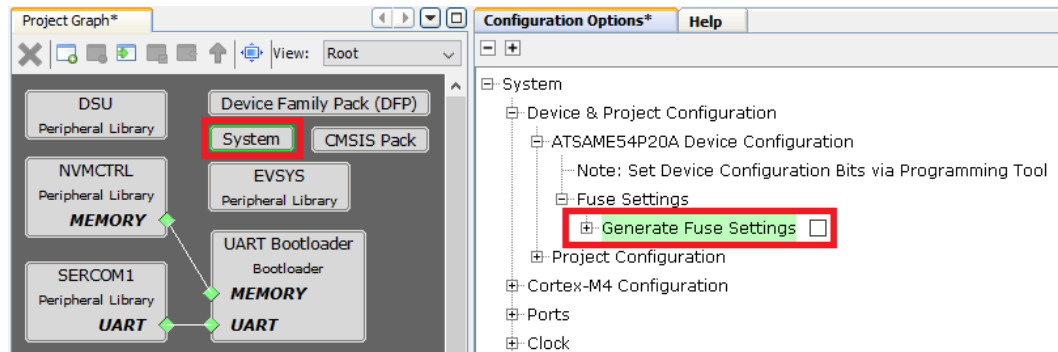 Project Graph*
View: Root
DSU
Peripheral Library
Device Family Pack (DFP)
System
CMSIS Pack
NVMCTRL
Peripheral Library
MEMORY
EVSYS
Peripheral Library
UART Bootloader
Bootloader
MEMORY
UART
SERCOM1
Peripheral Library
UART
Configuration Options*
Help
System
Device & Project Configuration
ATSAME54P20A Device Configuration
Note: Set Device Configuration Bits via Programming Tool
Fuse Settings
Generate Fuse Settings
Project Configuration
Cortex-M4 Configuration
Ports
Clock